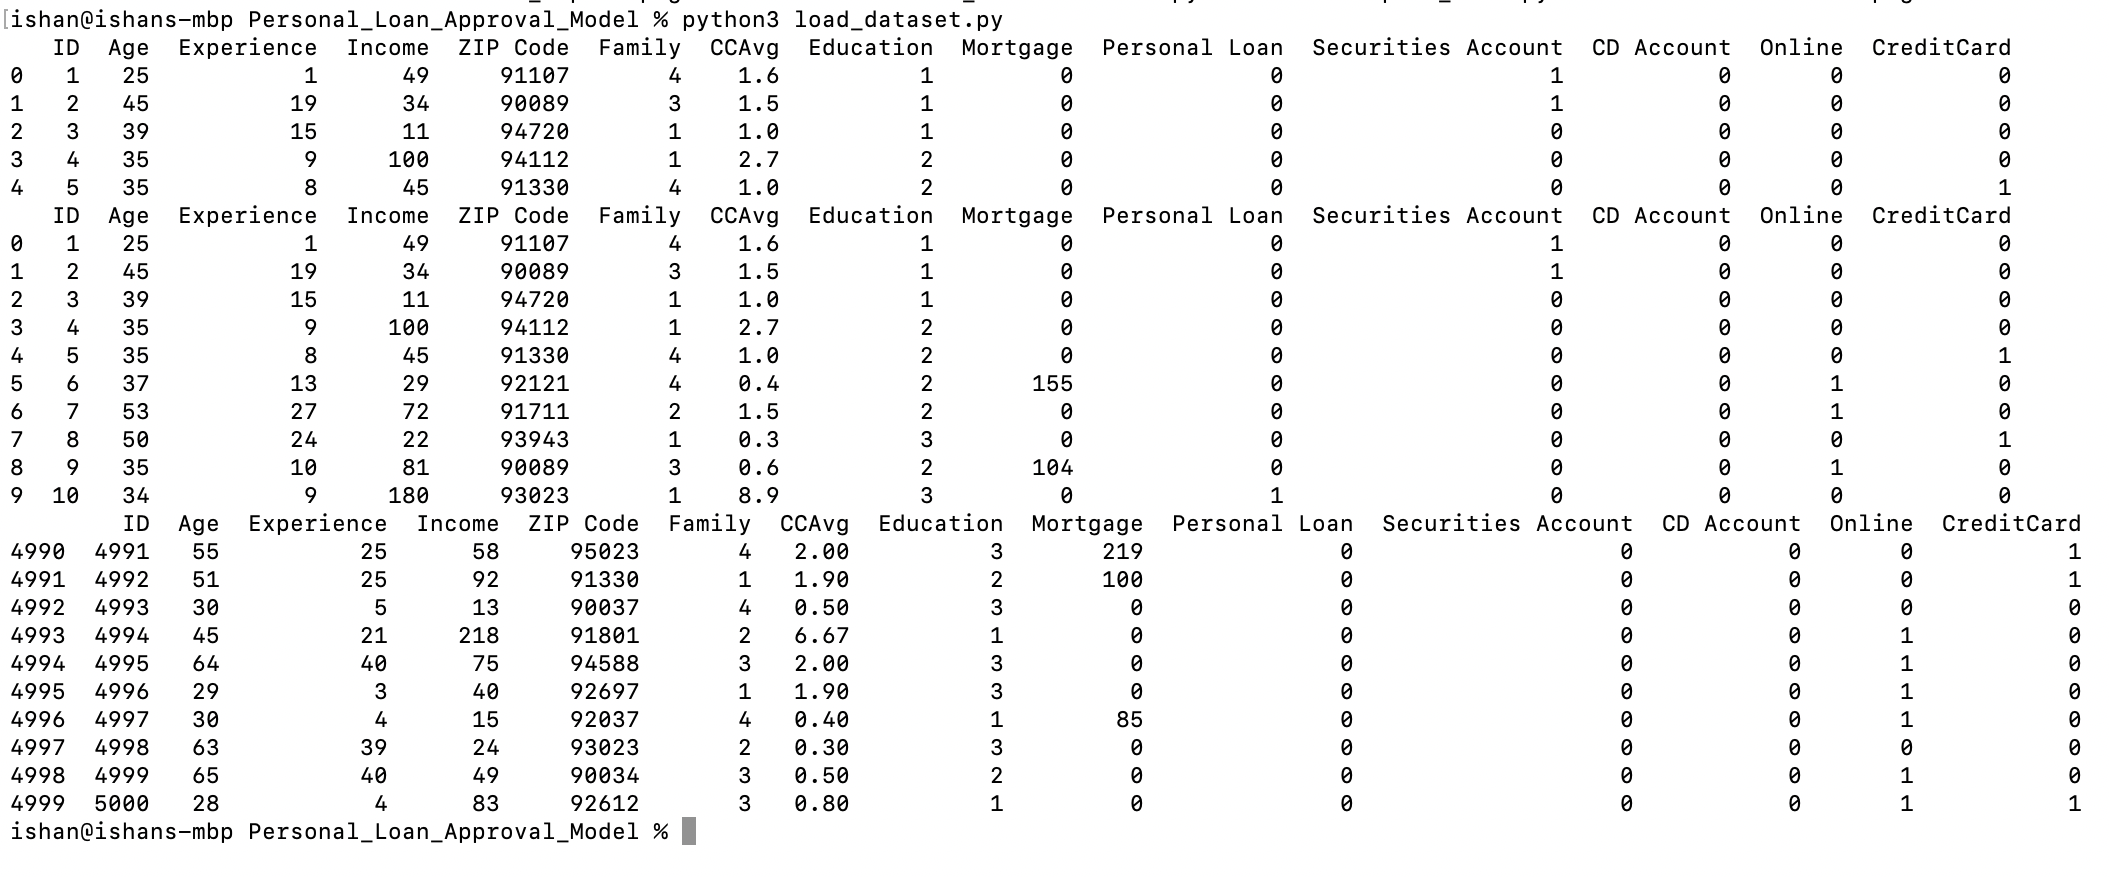 ishan@ishans-mbp Personal_Loan_Approval_Model % python3 load_dataset.py
   ID  Age  Experience  Income  ZIP Code  Family  CCAvg  Education  Mortgage  Personal Loan  Securities Account  CD Account  Online  CreditCard
0   1   25           1      49     91107       4    1.6          1         0              0                   1           0       0           0
1   2   45          19      34     90089       3    1.5          1         0              0                   1           0       0           0
2   3   39          15      11     94720       1    1.0          1         0              0                   0           0       0           0
3   4   35           9     100     94112       1    2.7          2         0              0                   0           0       0           0
4   5   35           8      45     91330       4    1.0          2         0              0                   0           0       0           1
   ID  Age  Experience  Income  ZIP Code  Family  CCAvg  Education  Mortgage  Personal Loan  Securities Account  CD Account  Online  CreditCard
0   1   25           1      49     91107       4    1.6          1         0              0                   1           0       0           0
1   2   45          19      34     90089       3    1.5          1         0              0                   1           0       0           0
2   3   39          15      11     94720       1    1.0          1         0              0                   0           0       0           0
3   4   35           9     100     94112       1    2.7          2         0              0                   0           0       0           0
4   5   35           8      45     91330       4    1.0          2         0              0                   0           0       0           1
5   6   37          13      29     92121       4    0.4          2       155              0                   0           0       1           0
6   7   53          27      72     91711       2    1.5          2         0              0                   0           0       1           0
7   8   50          24      22     93943       1    0.3          3         0              0                   0           0       0           1
8   9   35          10      81     90089       3    0.6          2       104              0                   0           0       1           0
9  10   34           9     180     93023       1    8.9          3         0              1                   0           0       0           0
        ID  Age  Experience  Income  ZIP Code  Family  CCAvg  Education  Mortgage  Personal Loan  Securities Account  CD Account  Online  CreditCard
4990  4991   55          25      58     95023       4   2.00          3       219              0                   0           0       0           1
4991  4992   51          25      92     91330       1   1.90          2       100              0                   0           0       0           1
4992  4993   30           5      13     90037       4   0.50          3         0              0                   0           0       0           0
4993  4994   45          21     218     91801       2   6.67          1         0              0                   0           0       1           0
4994  4995   64          40      75     94588       3   2.00          3         0              0                   0           0       1           0
4995  4996   29           3      40     92697       1   1.90          3         0              0                   0           0       1           0
4996  4997   30           4      15     92037       4   0.40          1        85              0                   0           0       1           0
4997  4998   63          39      24     93023       2   0.30          3         0              0                   0           0       0           0
4998  4999   65          40      49     90034       3   0.50          2         0              0                   0           0       1           0
4999  5000   28           4      83     92612       3   0.80          1         0              0                   0           0       1           1
ishan@ishans-mbp Personal_Loan_Approval_Model %